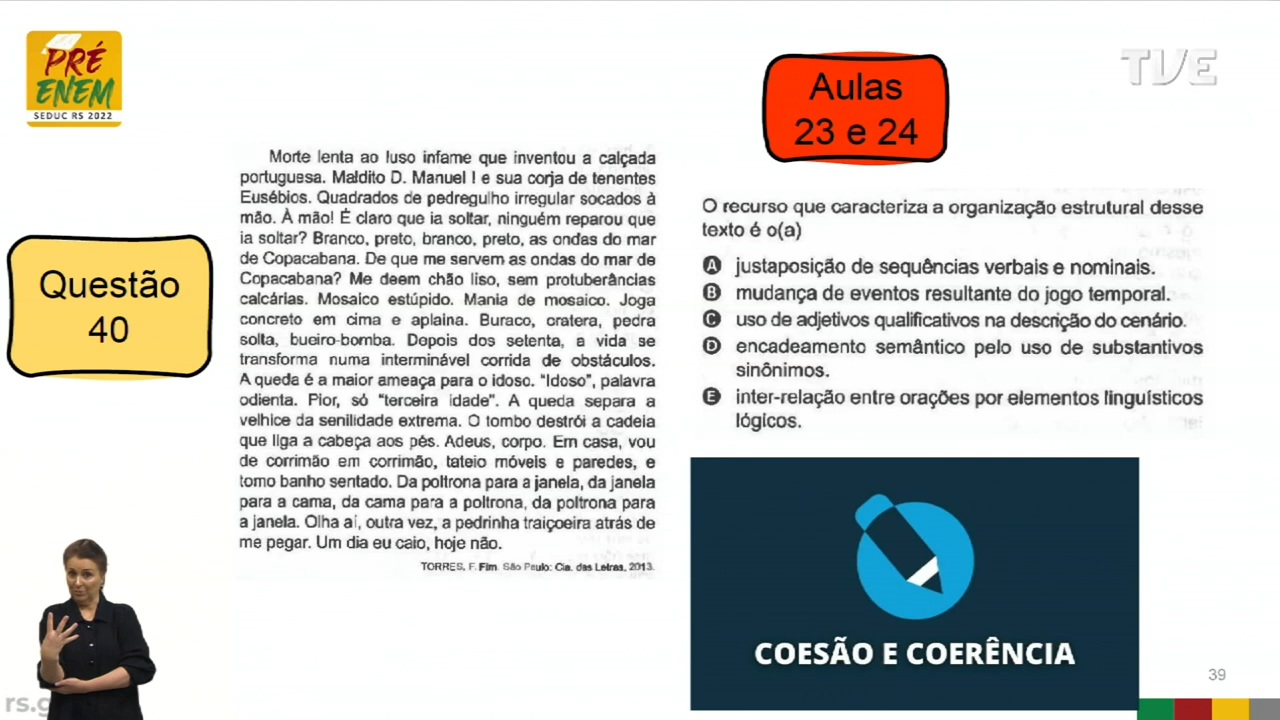 PRÉ
ENEM
SEDUC RS 2022
Aulas
23 e 24
TVE
Questão
40
Morte lenta ao luso infame que inventou a calçada
portuguesa. Maldito D. Manuel I e sua corja de tenentes
Eusébios. Quadrados de pedregulho irregular socados à
mão. À mão! É claro que ia soltar, ninguém reparou que
ia soltar? Branco, preto, branco, preto, as ondas do mar
de Copacabana. De que me servem as ondas do mar de
Copacabana? Me deem chão liso, sem protuberâncias
calcárias. Mosaico estúpido. Mania de mosaico. Joga
concreto em cima e aplaina. Buraco, cratera, pedra
solta, bueiro-bomba. Depois dos setenta, a vida se
transforma numa interminável corrida de obstáculos.
A queda é a maior ameaça para o idoso. "Idoso", palavra
odienta. Pior, só "terceira idade". A queda separa a
velhice da senilidade extrema. O tombo destrói a cadeia
que liga a cabeça aos pés. Adeus, corpo. Em casa, vou
de corrimão em corrimão, tateio móveis e paredes, e
tomo banho sentado. Da poltrona para a janela, da janela
para a cama, da cama para a poltrona, da poltrona para
a janela. Olha aí, outra vez, a pedrinha traiçoeira atrás de
me pegar. Um dia eu caio, hoje não.
TORRES, F. Fim. São Paulo: Cia. das Letras, 2013.
O recurso que caracteriza a organização estrutural desse
texto é o(a)
A justaposição de sequências verbais e nominais.
B mudança de eventos resultante do jogo temporal.
C uso de adjetivos qualificativos na descrição do cenário.
D encadeamento semântico pelo uso de substantivos
sinônimos.
E inter-relação entre orações por elementos linguísticos
lógicos.
COESÃO E COERÊNCIA
39
rs.g